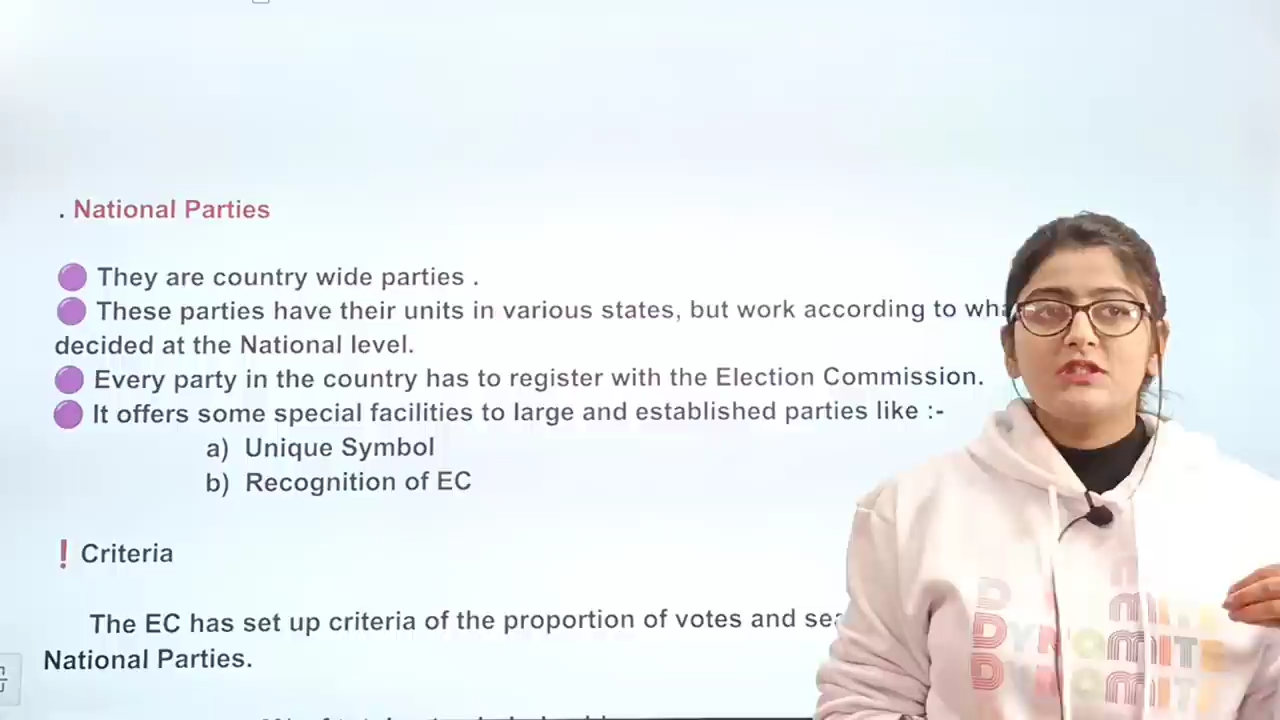 . National Parties
🟣 They are country wide parties .
🟣 These parties have their units in various states, but work according to
decided at the National level.
🟣 Every party in the country has to register with the Election Commission.
🟣 It offers some special facilities to large and established parties like :-
a) Unique Symbol
b) Recognition of EC
❗ Criteria
The EC has set up criteria of the proportion of votes and
National Parties.
DYNOMITE